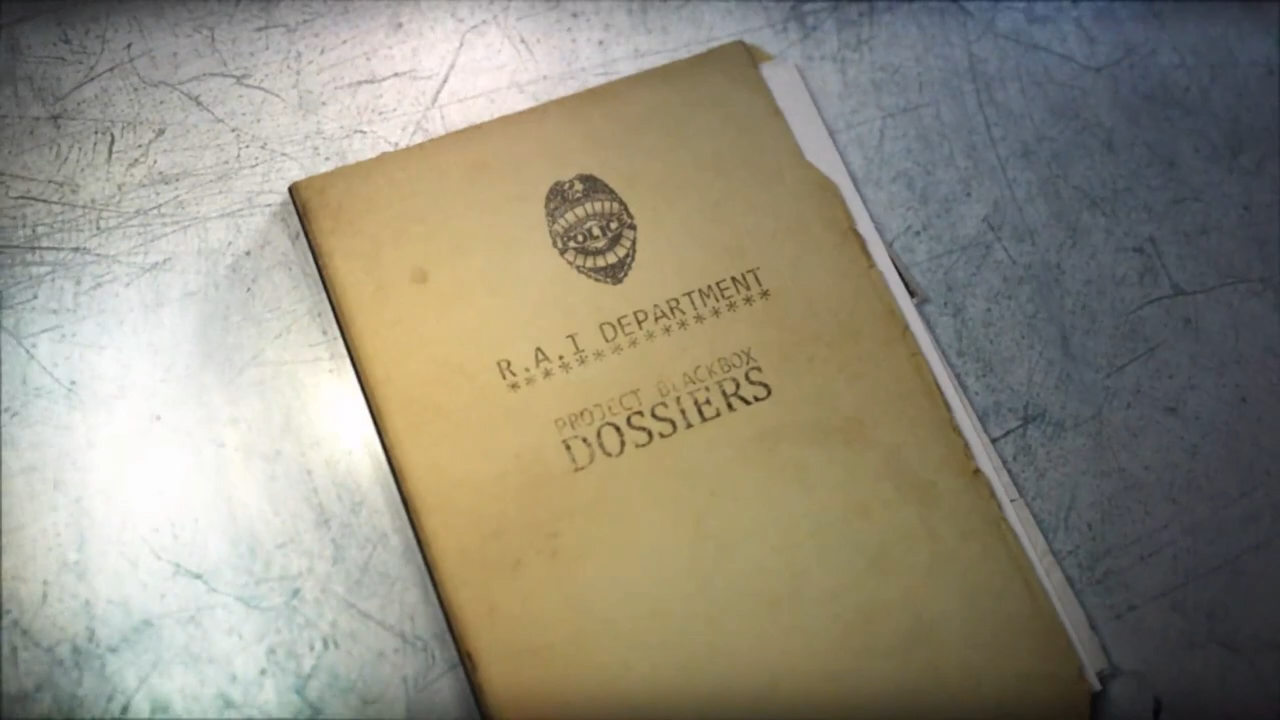 POLICE
R.A.I DEPARTMENT
***************
PROJECT BLACKBOX
DOSSIERS